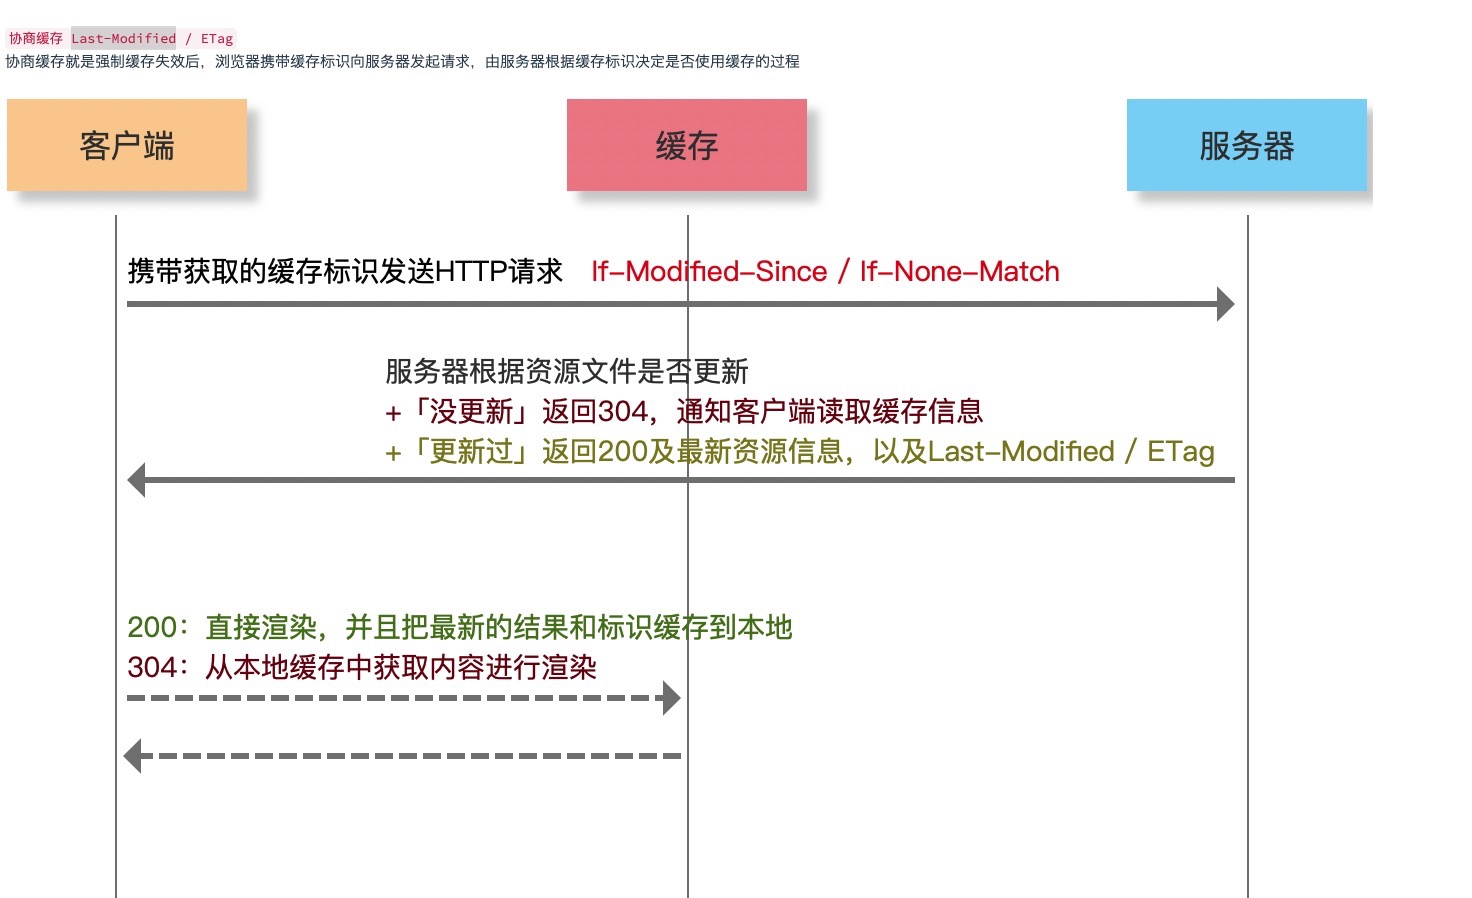 协商缓存 Last-Modified / ETag
协商缓存就是强制缓存失效后，浏览器携带缓存标识向服务器发起请求，由服务器根据缓存标识决定是否使用缓存的过程
客户端
缓存
服务器
携带获取的缓存标识发送HTTP请求 If-Modified-Since / If-None-Match
服务器根据资源文件是否更新
+「没更新」返回304，通知客户端读取缓存信息
+「更新过」返回200及最新资源信息，以及Last-Modified / ETag
200：直接渲染，并且把最新的结果和标识缓存到本地
304：从本地缓存中获取内容进行渲染